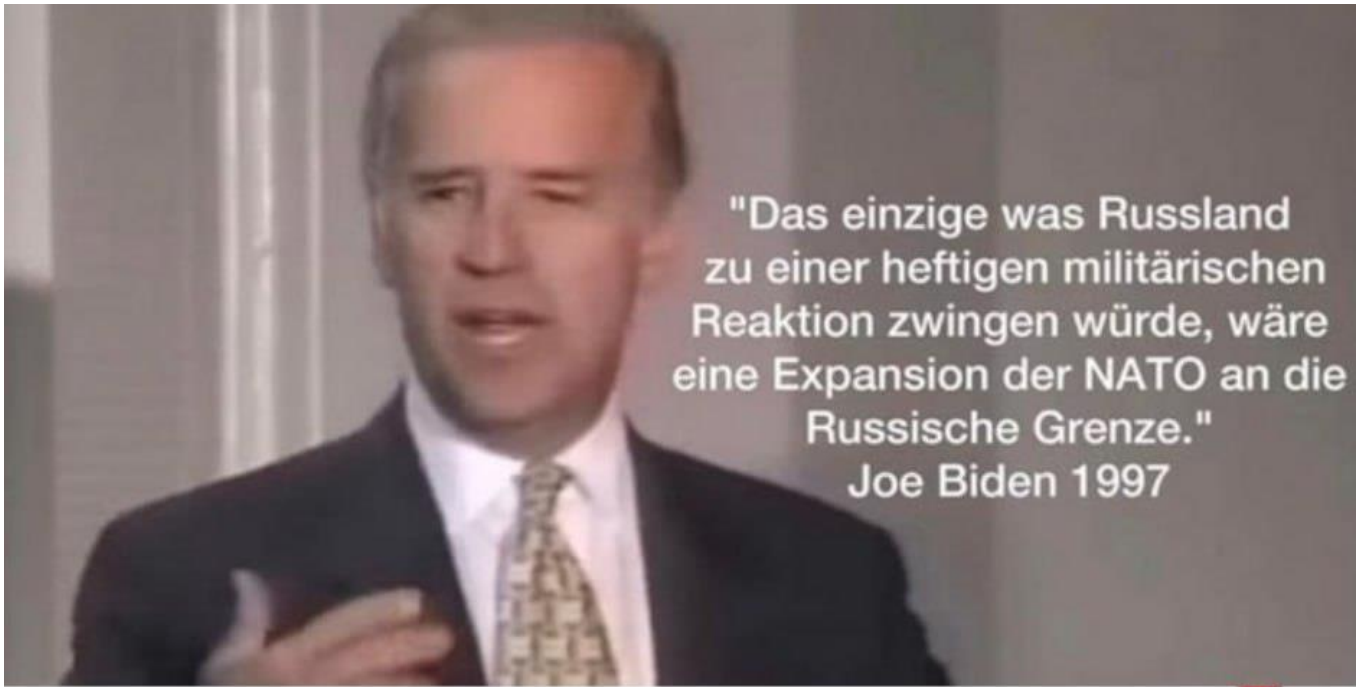 "Das einzige was Russland
zu einer heftigen militärischen
Reaktion zwingen würde, wäre
eine Expansion der NATO an die
Russische Grenze."
Joe Biden 1997